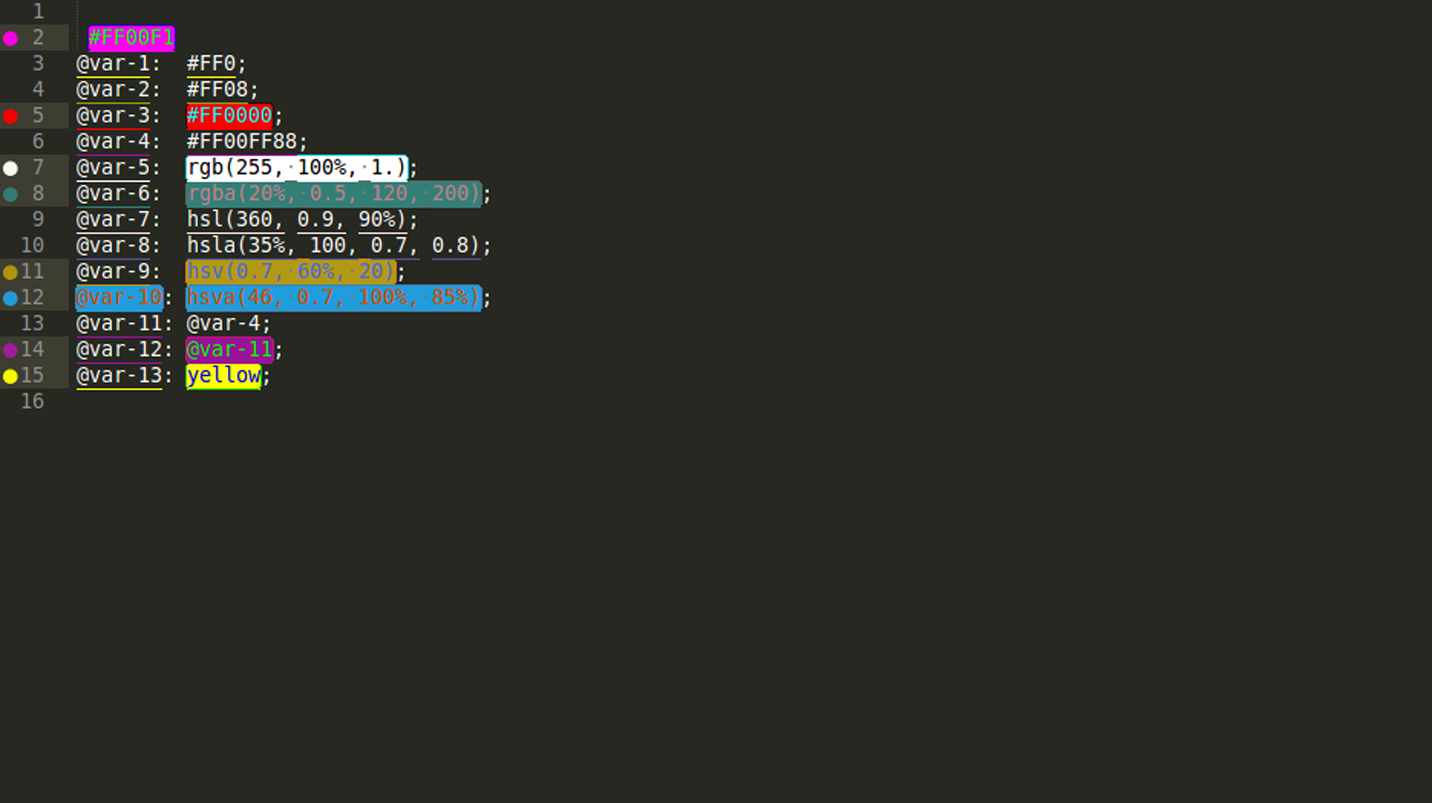 1
2 #FF00F1
3 @var-1: #FF0;
4 @var-2: #FF08;
5 @var-3: #FF0000;
6 @var-4: #FF00FF88;
7 @var-5: rgb(255, 100%, 1.);
8 @var-6: rgba(20%, 0.5, 120, 200);
9 @var-7: hsl(360, 0.9, 90%);
10 @var-8: hsla(35%, 100, 0.7, 0.8);
11 @var-9: hsv(0.7, 60%, 20);
12 @var-10: hsva(46, 0.7, 100%, 85%);
13 @var-11: @var-4;
14 @var-12: @var-11;
15 @var-13: yellow;
16